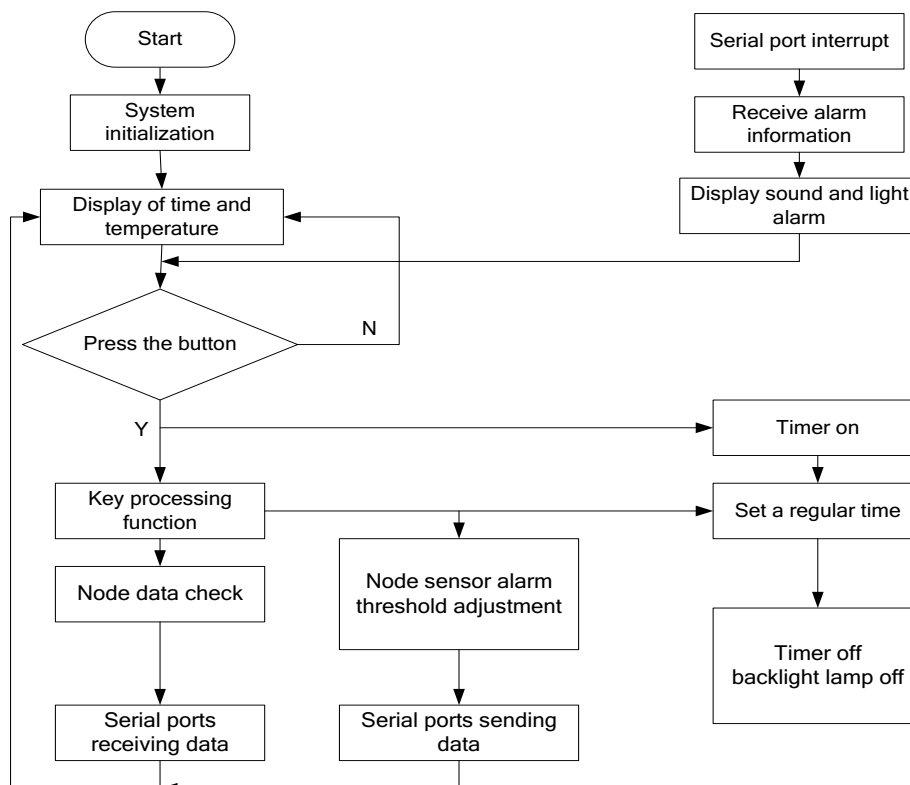 Start
System
initialization
Display of time and
temperature
Press the button
N
Y
Key processing
function
Node data check
Serial ports
receiving data
Node sensor alarm
threshold adjustment
Serial ports sending
data
Serial port interrupt
Receive alarm
information
Display sound and light
alarm
Timer on
Set a regular time
Timer off
backlight lamp off